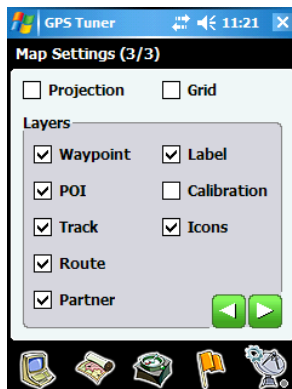 GPS Tuner 11:21
Map Settings (3/3)
Projection Grid
Layers
Waypoint Label
POI Calibration
Track Icons
Route
Partner